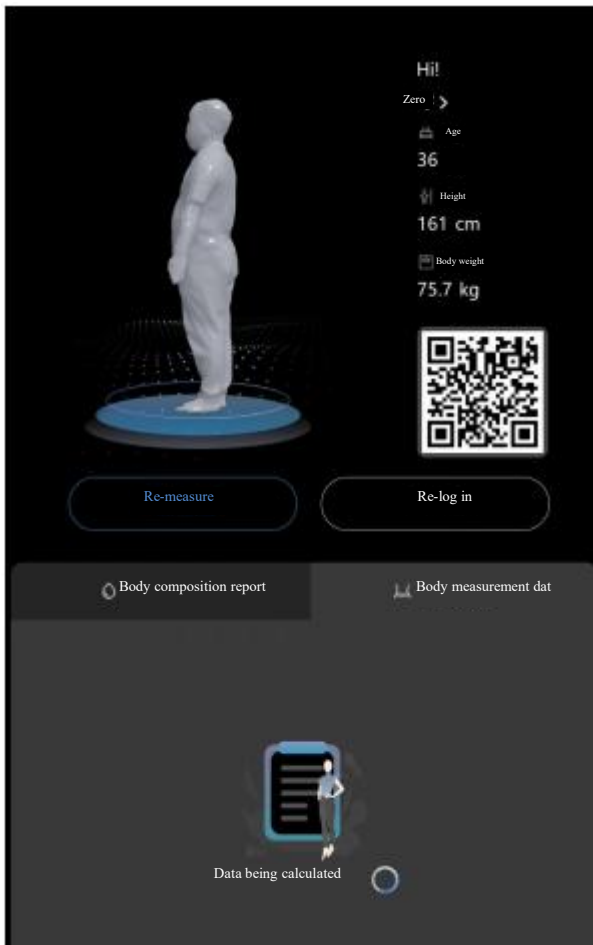 Hi!
Zero
Age
36
Height
161 cm
Body weight
75.7 kg
Re-measure
Re-log in
Body composition report
Body measurement dat
Data being calculated